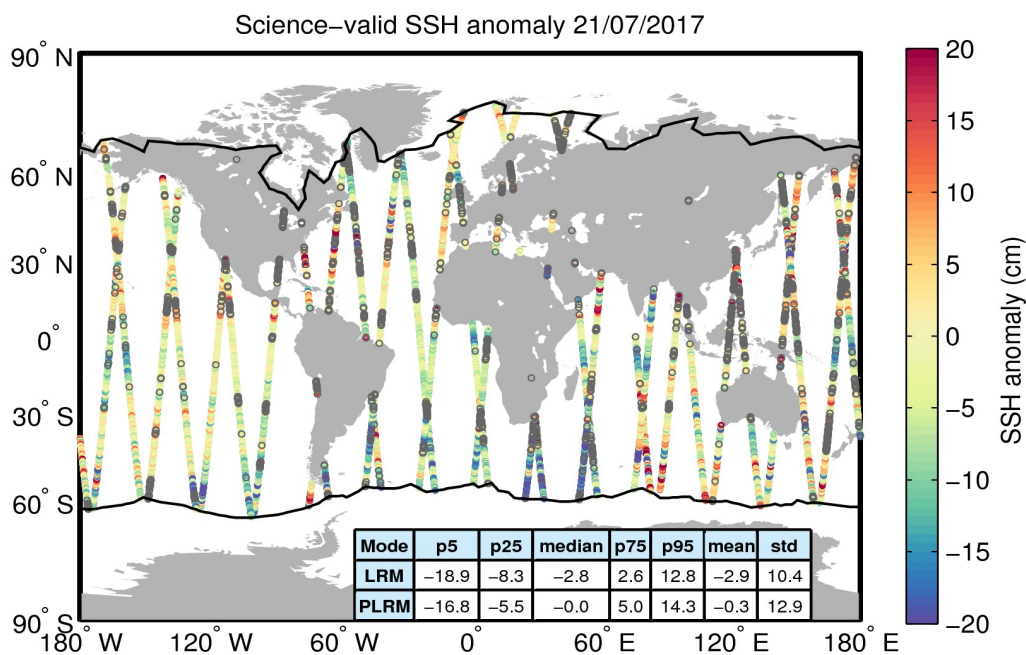 Science−valid SSH anomaly 21/07/2017
90° N
60° N
30° N
0°
30° S
60° S
90° S
180° W
120° W
60° W
0°
60° E
120° E
180° E
Mode p5 p25 median p75 p95 mean std
LRM −18.9 −8.3 −2.8 2.6 12.8 −2.9 10.4
PLRM −16.8 −5.5 −0.0 5.0 14.3 −0.3 12.9
20
15
10
5
0
−5
−10
−15
−20
SSH anomaly (cm)